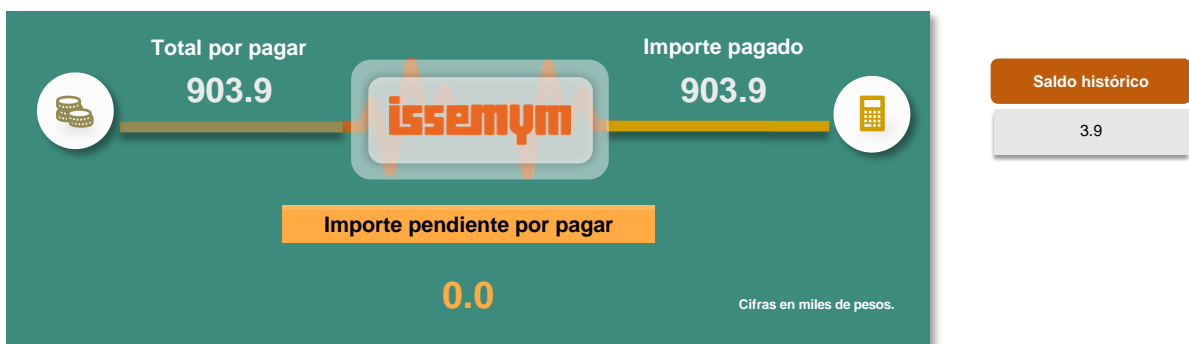 Total por pagar
903.9
issemym
Importe pagado
903.9
Importe pendiente por pagar
0.0
Cifras en miles de pesos.
Saldo histórico
3.9